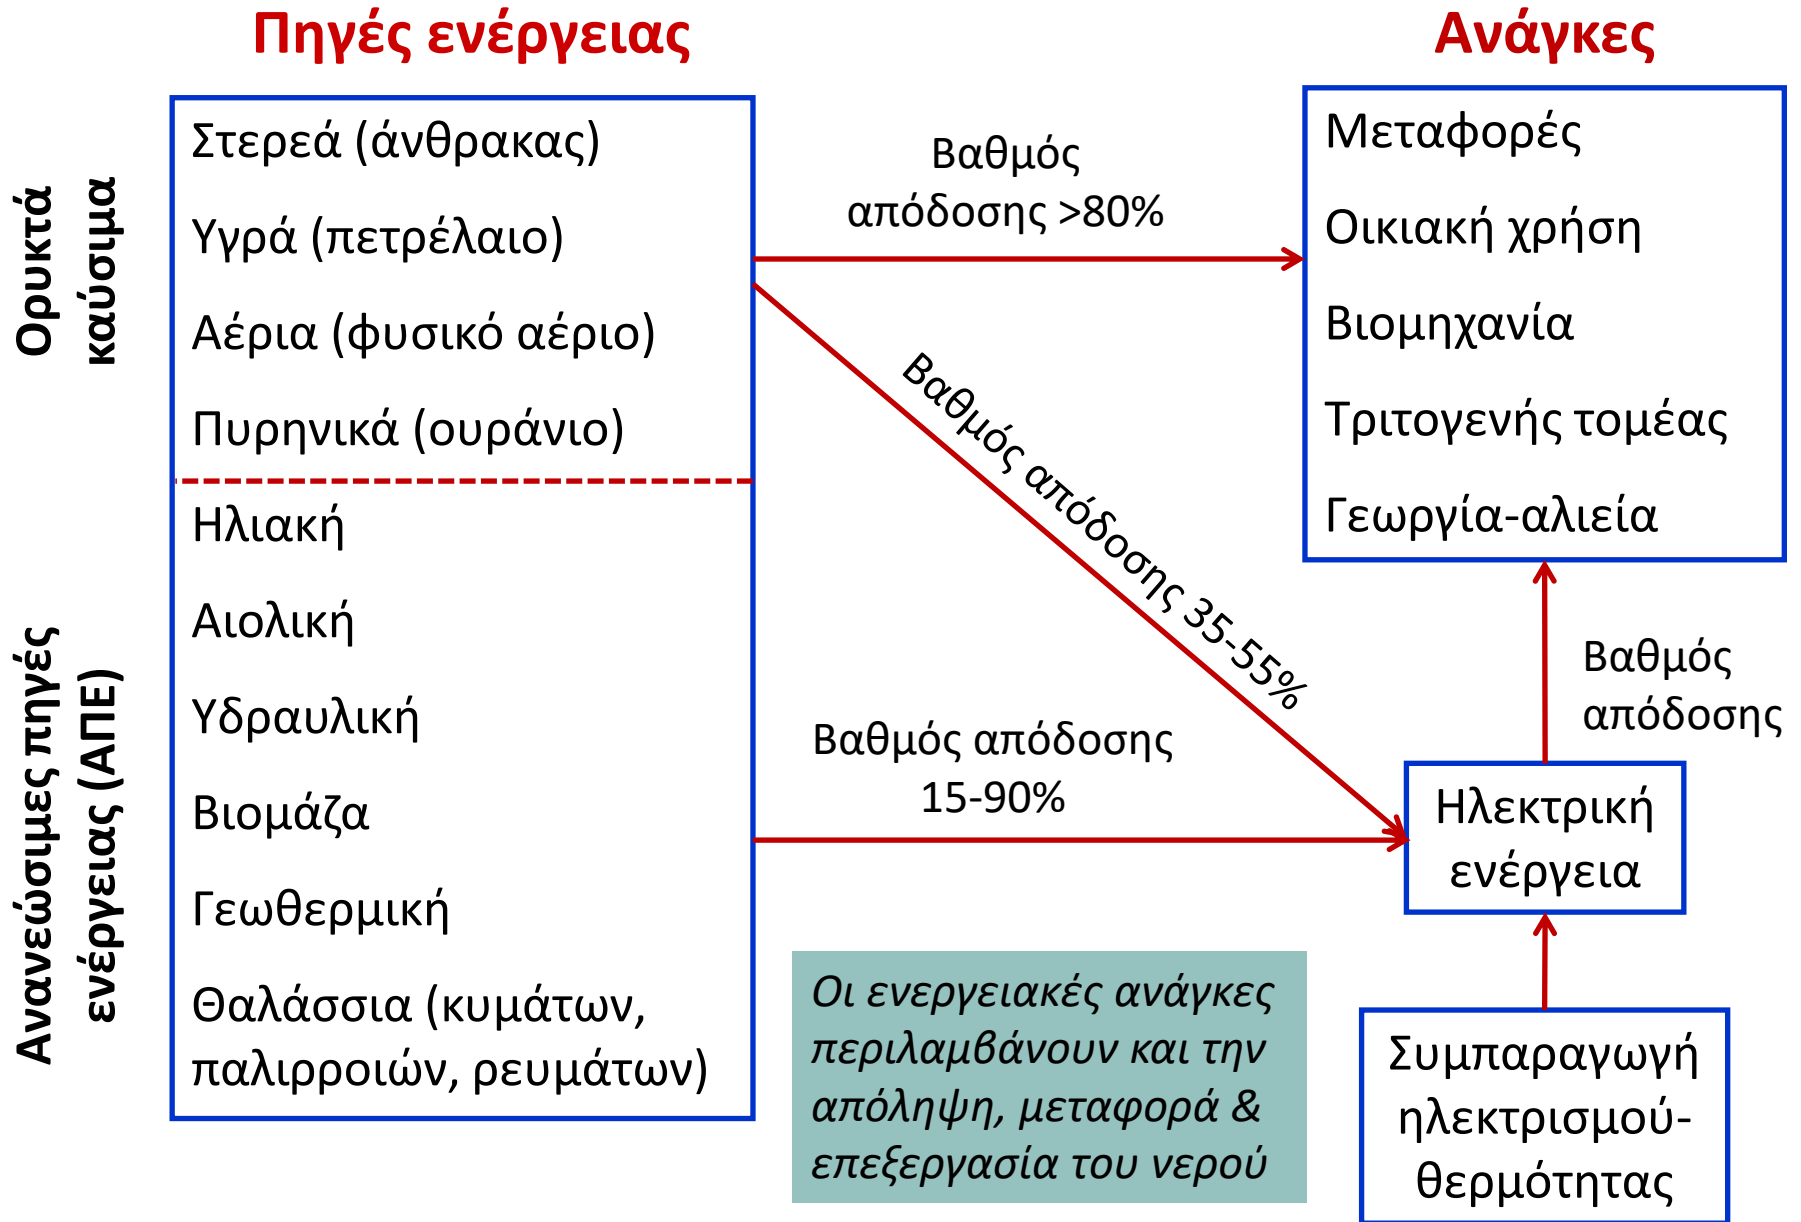 Πηγές ενέργειας
Ανάγκες
Ορυκτά
καύσιμα
Στερεά (άνθρακας)
Υγρά (πετρέλαιο)
Αέρια (φυσικό αέριο)
Πυρηνικά (ουράνιο)
Ανανεώσιμες πηγές
ενέργειας (ΑΠΕ)
Ηλιακή
Αιολική
Υδραυλική
Βιομάζα
Γεωθερμική
Θαλάσσια (κυμάτων,
παλιρροιών, ρευμάτων)
Βαθμός
απόδοσης >80%
Βαθμός απόδοσης 35-55%
Βαθμός απόδοσης
15-90%
Μεταφορές
Οικιακή χρήση
Βιομηχανία
Τριτογενής τομέας
Γεωργία-αλιεία
Βαθμός
απόδοσης
Ηλεκτρική
ενέργεια
Συμπαραγωγή
ηλεκτρισμού-
θερμότητας
Οι ενεργειακές ανάγκες
περιλαμβάνουν και την
απόληψη, μεταφορά &
επεξεργασία του νερού